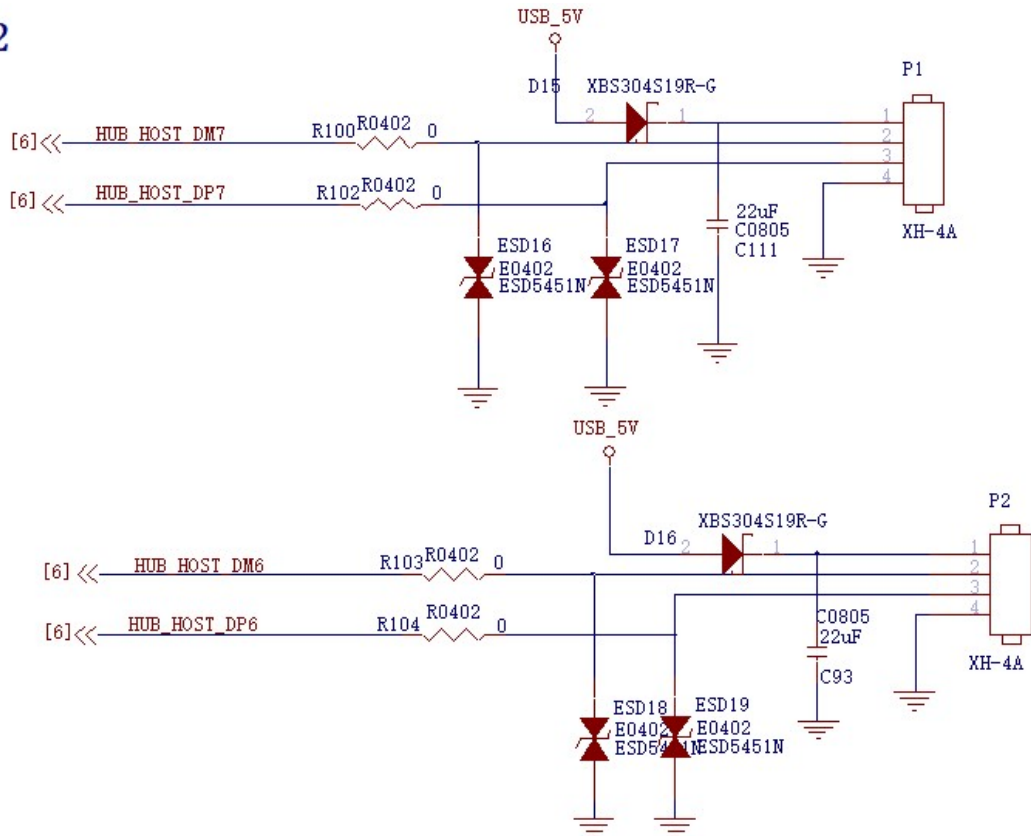 2
USB_5V
D15
XBS304S19R-G
P1
[6]
HUB_HOST_DM7
R100
R0402
0
2
1
1
2
3
4
[6]
HUB_HOST_DP7
R102
R0402
0
22uF
C0805
C111
XH-4A
ESD16
E0402
ESD5451N
ESD17
E0402
ESD5451N
USB_5V
P2
D16
XBS304S19R-G
2
1
1
2
3
4
[6]
HUB_HOST_DM6
R103
R0402
0
[6]
HUB_HOST_DP6
R104
R0402
0
C0805
22uF
C93
XH-4A
ESD18
E0402
ESD5451N
ESD19
E0402
ESD5451N